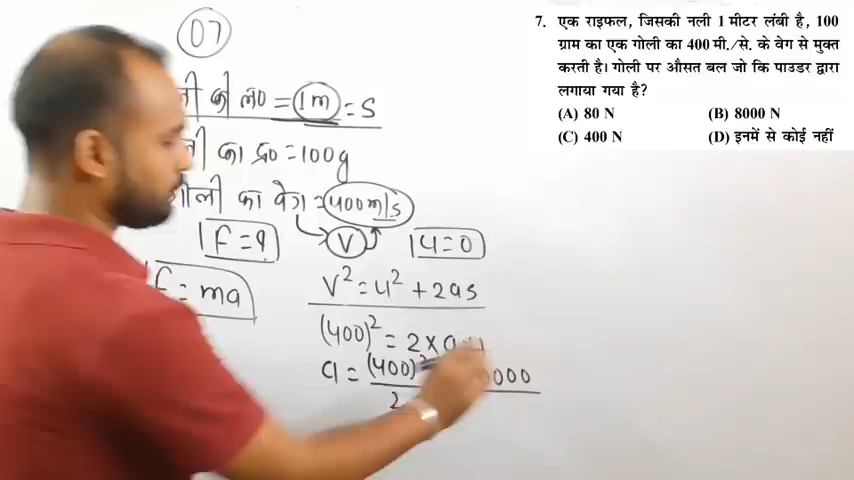 7. एक राइफल, जिसकी नली 1 मीटर लंबी है, 100
ग्राम का एक गोली का 400 मी./से. के वेग से मुक्त
करती है। गोली पर औसत बल जो कि पाउडर द्वारा
लगाया गया है?
(A) 80 N (B) 8000 N
(C) 400 N (D) इनमें से कोई नहीं
07
की ल० = 1m = S
का द्र० = 100g
गोली का वेग = 400m/s
F = ? V u = 0
V² = u² + 2as
F = ma
(400)² = 2 × a × 1
a = (400)²
2